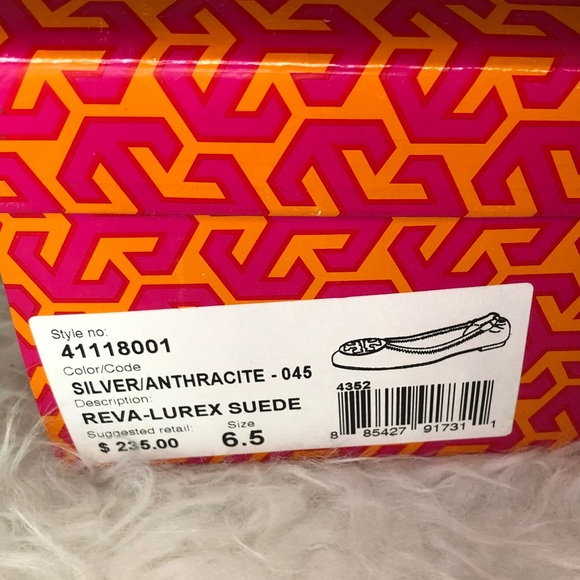 Style no:
41118001
Color/Code
SILVER/ANTHRACITE - 045
Description:
REVA-LUREX SUEDE
Suggested retail: Size
$ 235.00 6.5
4352
8 85427 91731 1